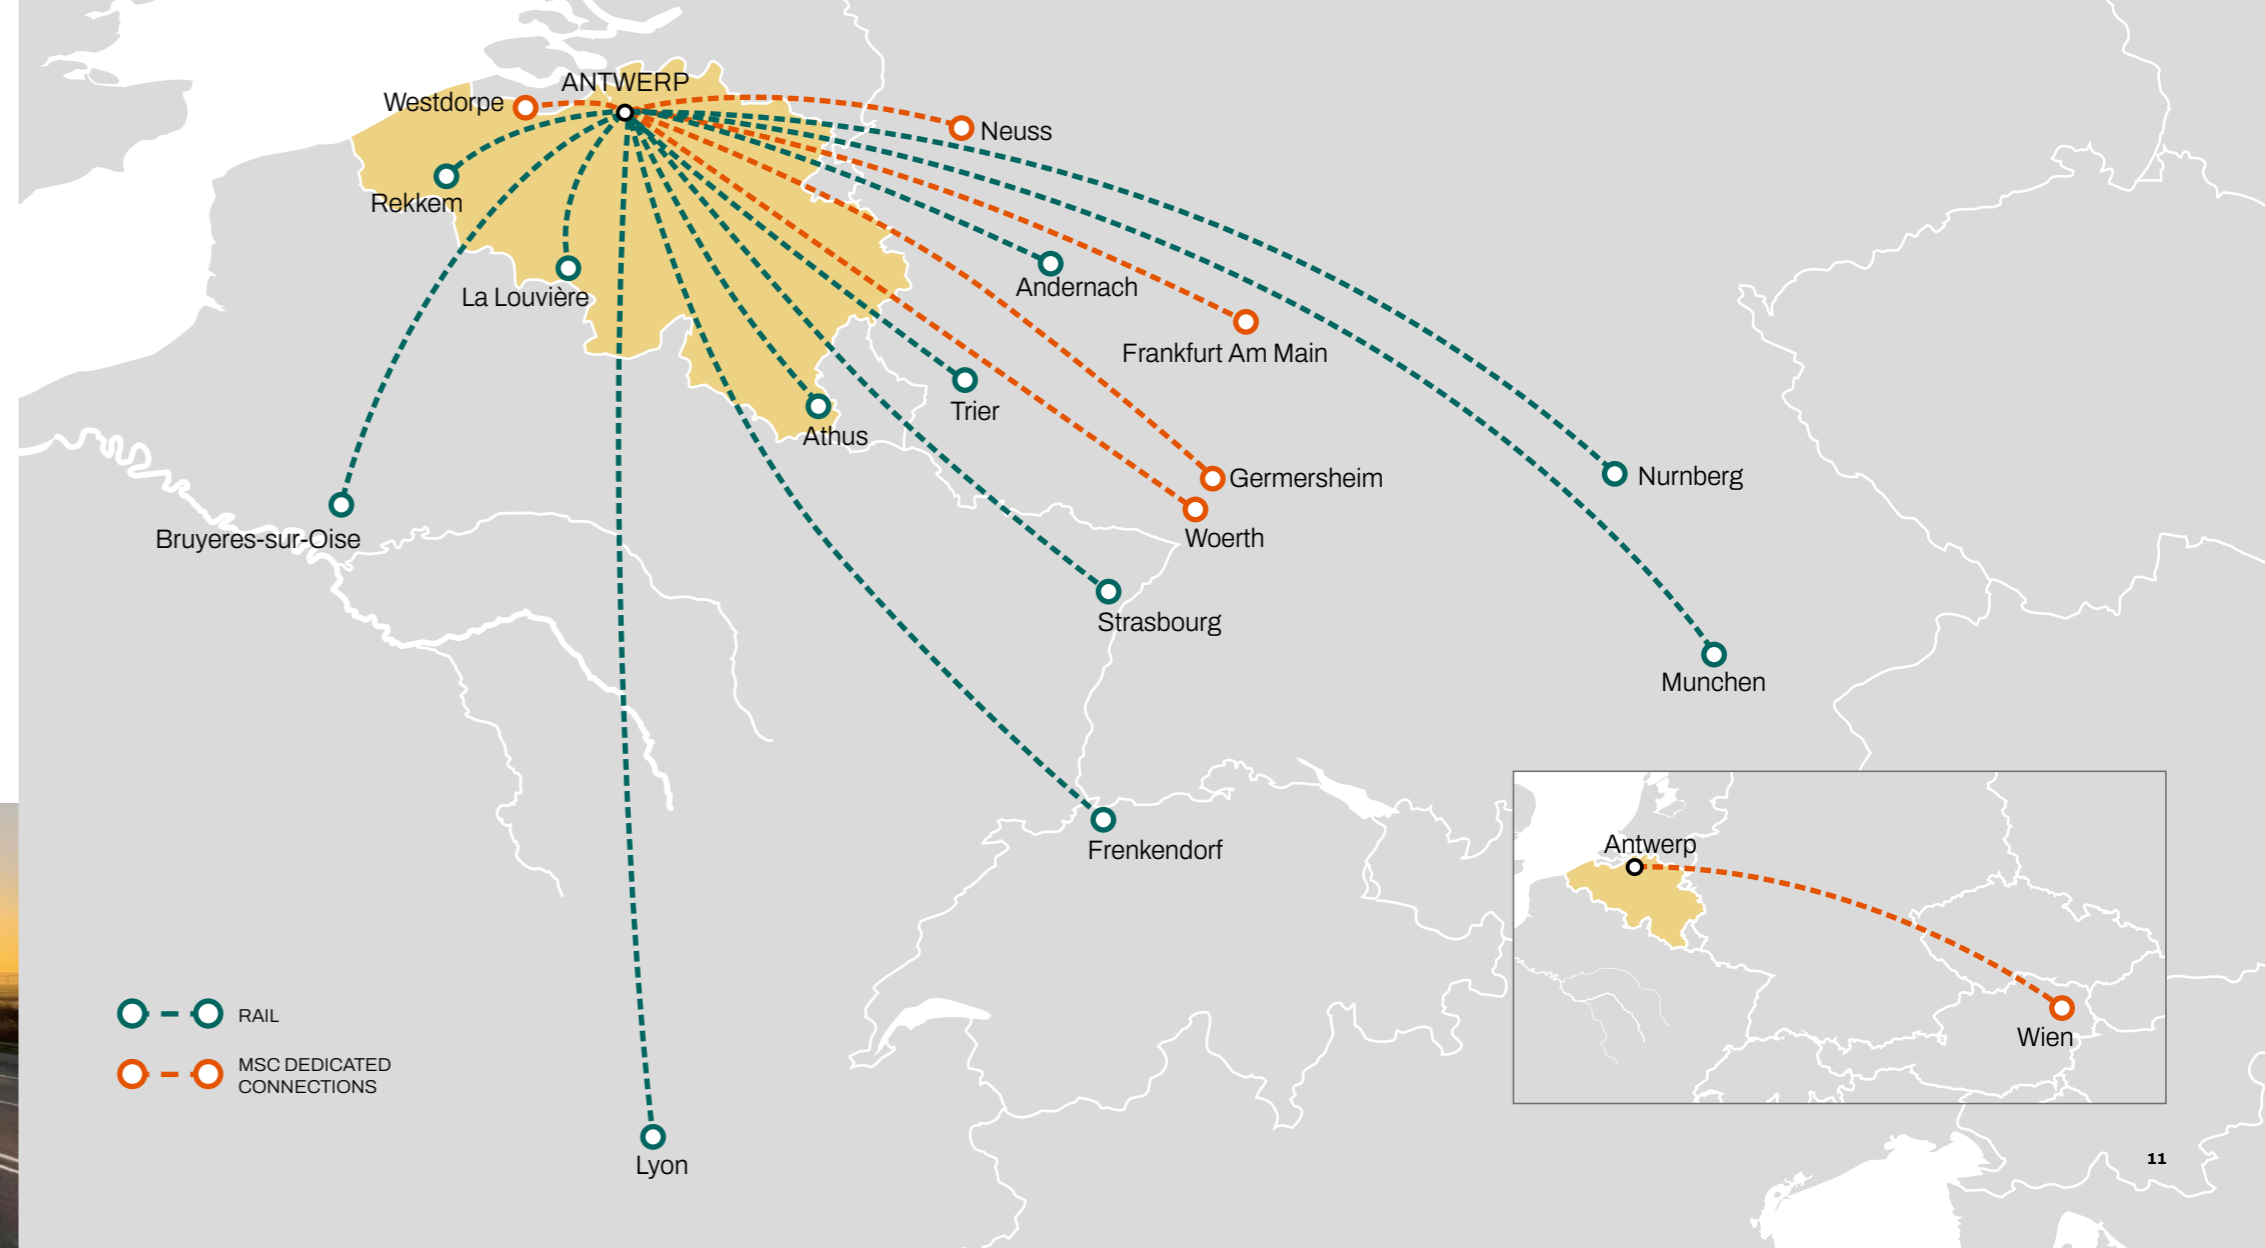 ANTWERP
Westdorpe
Neuss
Rekkem
Andernach
La Louvière
Frankfurt Am Main
Trier
Athus
Germersheim
Nurnberg
Woerth
Bruyeres-sur-Oise
Strasbourg
Munchen
Frenkendorf
Antwerp
Wien
RAIL
MSC DEDICATED
CONNECTIONS
Lyon
11